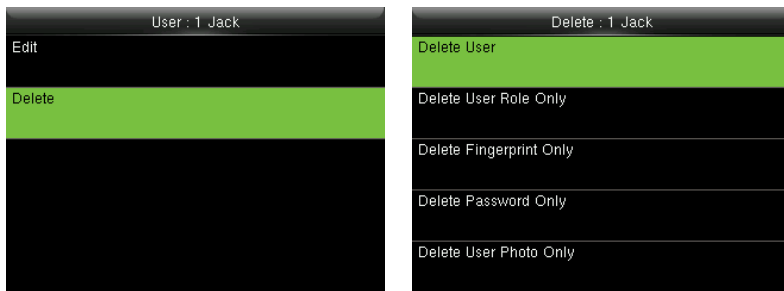 User : 1 Jack
Edit
Delete
Delete : 1 Jack
Delete User
Delete User Role Only
Delete Fingerprint Only
Delete Password Only
Delete User Photo Only